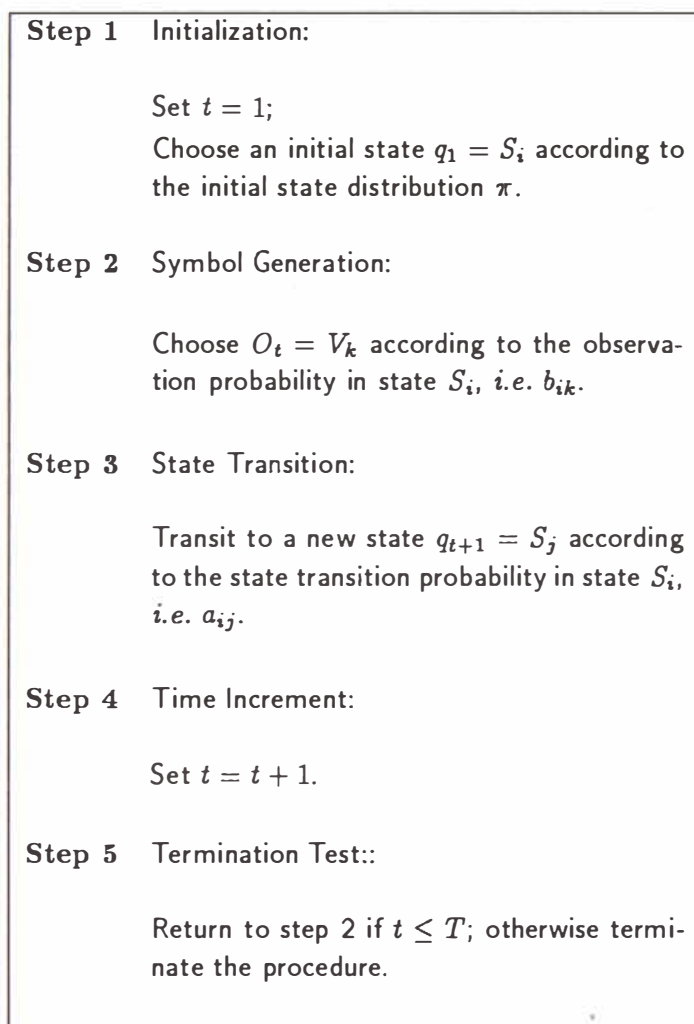 Step 1 Initialization:
Set t = 1;
Choose an initial state q₁ = Sᵢ according to
the initial state distribution π.
Step 2 Symbol Generation:
Choose Oₜ = Vₖ according to the observa-
tion probability in state Sᵢ, i.e. bᵢₖ.
Step 3 State Transition:
Transit to a new state qₜ₊₁ = Sⱼ according
to the state transition probability in state Sᵢ,
i.e. aᵢⱼ.
Step 4 Time Increment:
Set t = t + 1.
Step 5 Termination Test::
Return to step 2 if t ≤ T; otherwise termi-
nate the procedure.